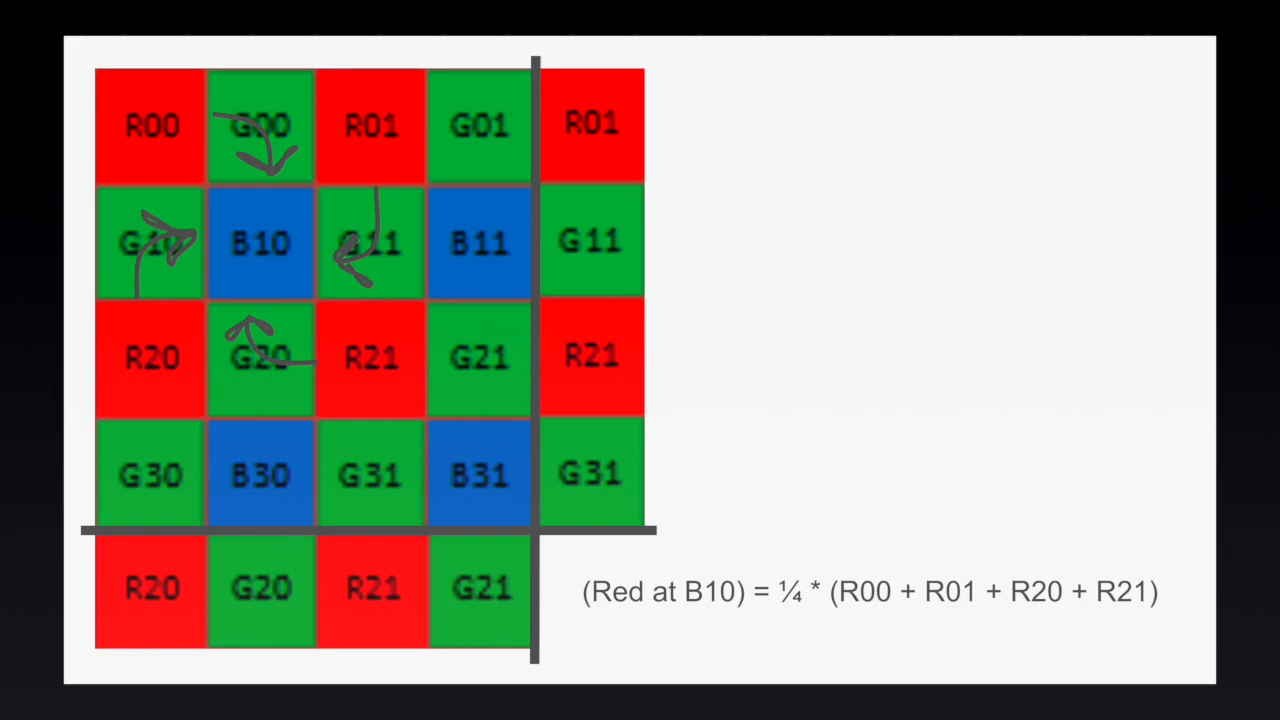 R00 G00 R01 G01 R01
G10 B10 G11 B11 G11
R20 G20 R21 G21 R21
G30 B30 G31 B31 G31
R20 G20 R21 G21
(Red at B10) = ¼ * (R00 + R01 + R20 + R21)